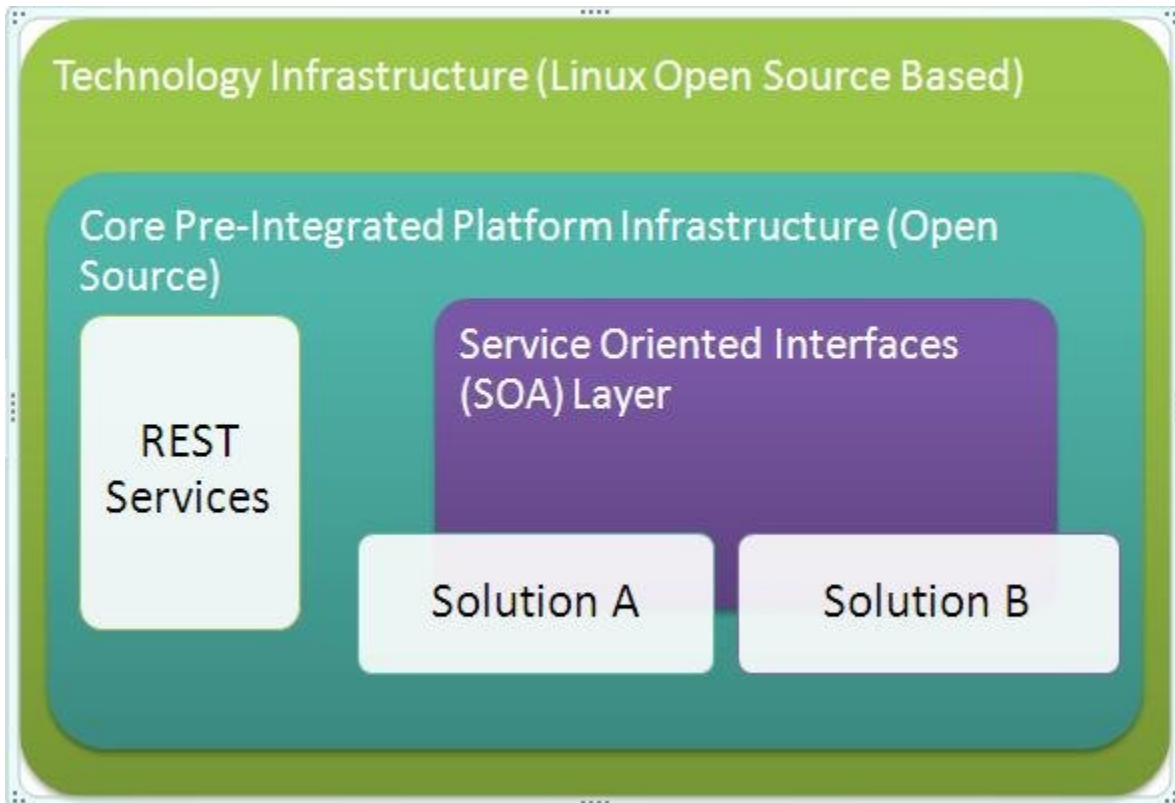 Technology Infrastructure (Linux Open Source Based)
Core Pre-Integrated Platform Infrastructure (Open
Source)
REST
Services
Service Oriented Interfaces
(SOA) Layer
Solution A
Solution B